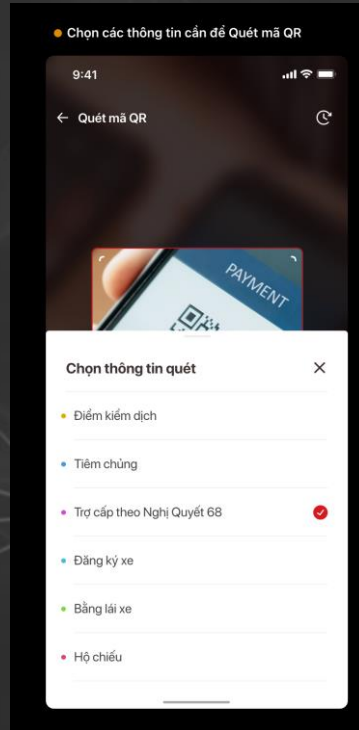 Chọn các thông tin cần để Quét mã QR
9:41
Quét mã QR
PAYMENT
Chọn thông tin quét
Điểm kiểm dịch
Tiêm chủng
Trợ cấp theo Nghị Quyết 68
Đăng ký xe
Bằng lái xe
Hộ chiếu